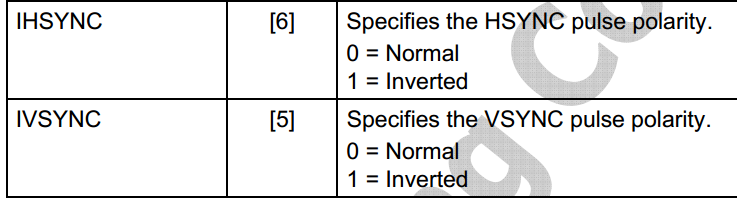 IHSYNC [6] Specifies the HSYNC pulse polarity.
0 = Normal
1 = Inverted
IVSYNC [5] Specifies the VSYNC pulse polarity.
0 = Normal
1 = Inverted